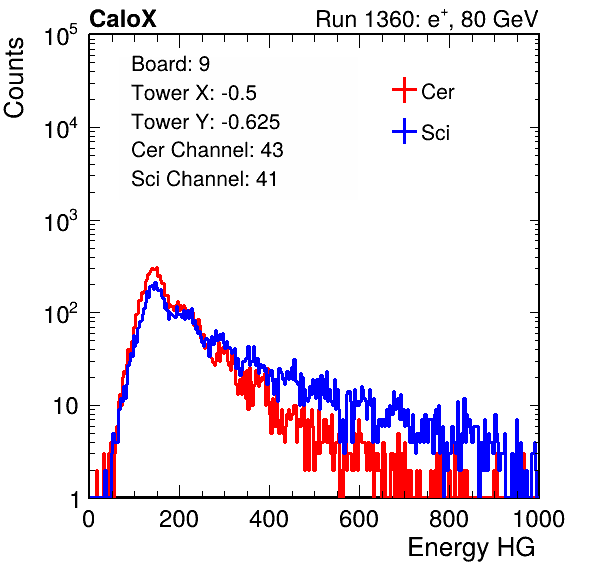 CaloX Run 1360: e⁺, 80 GeV
Counts
Board: 9
Tower X: -0.5
Tower Y: -0.625
Cer Channel: 43
Sci Channel: 41
Cer
Sci
10⁵
10⁴
10³
10²
10
1
0 200 400 600 800 1000
Energy HG